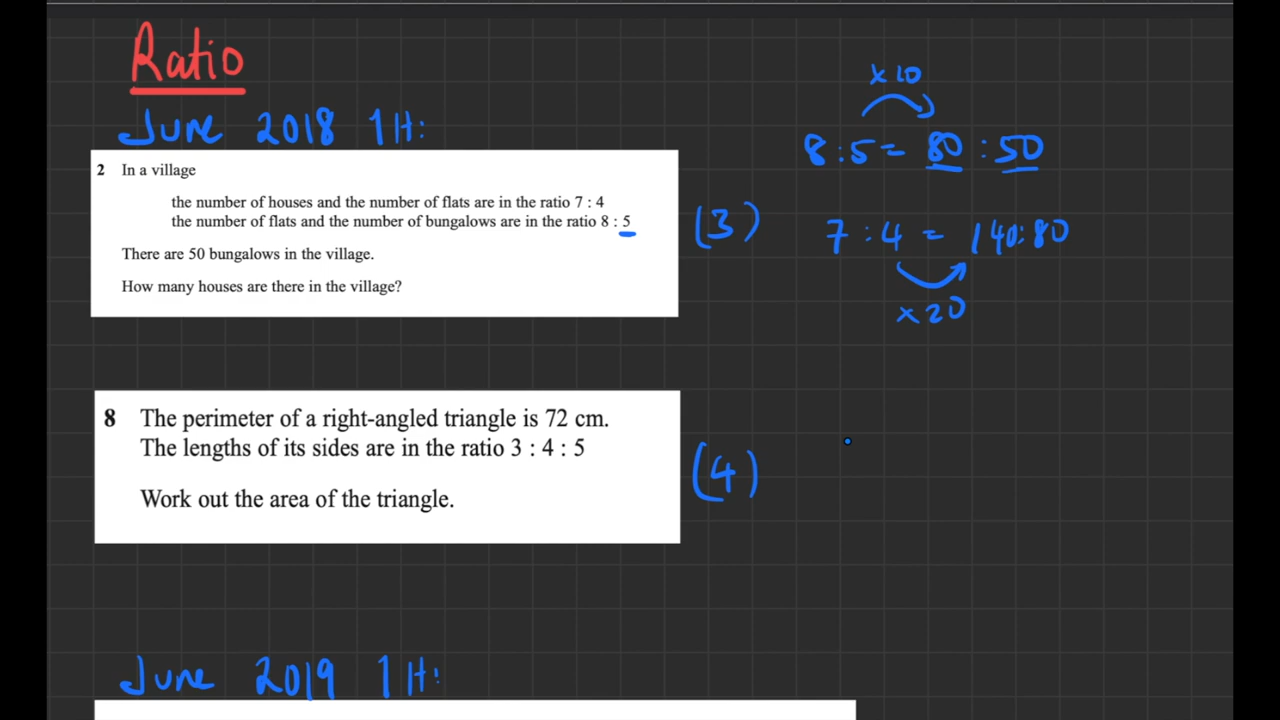 Ratio
June 2018 1H:
2 In a village
the number of houses and the number of flats are in the ratio 7 : 4
the number of flats and the number of bungalows are in the ratio 8 : 5
There are 50 bungalows in the village.
How many houses are there in the village?
(3)
x10
8:5 = 80 : 50
7:4 = 140:80
x20
8 The perimeter of a right-angled triangle is 72 cm.
The lengths of its sides are in the ratio 3 : 4 : 5
Work out the area of the triangle.
(4)
June 2019 1H: